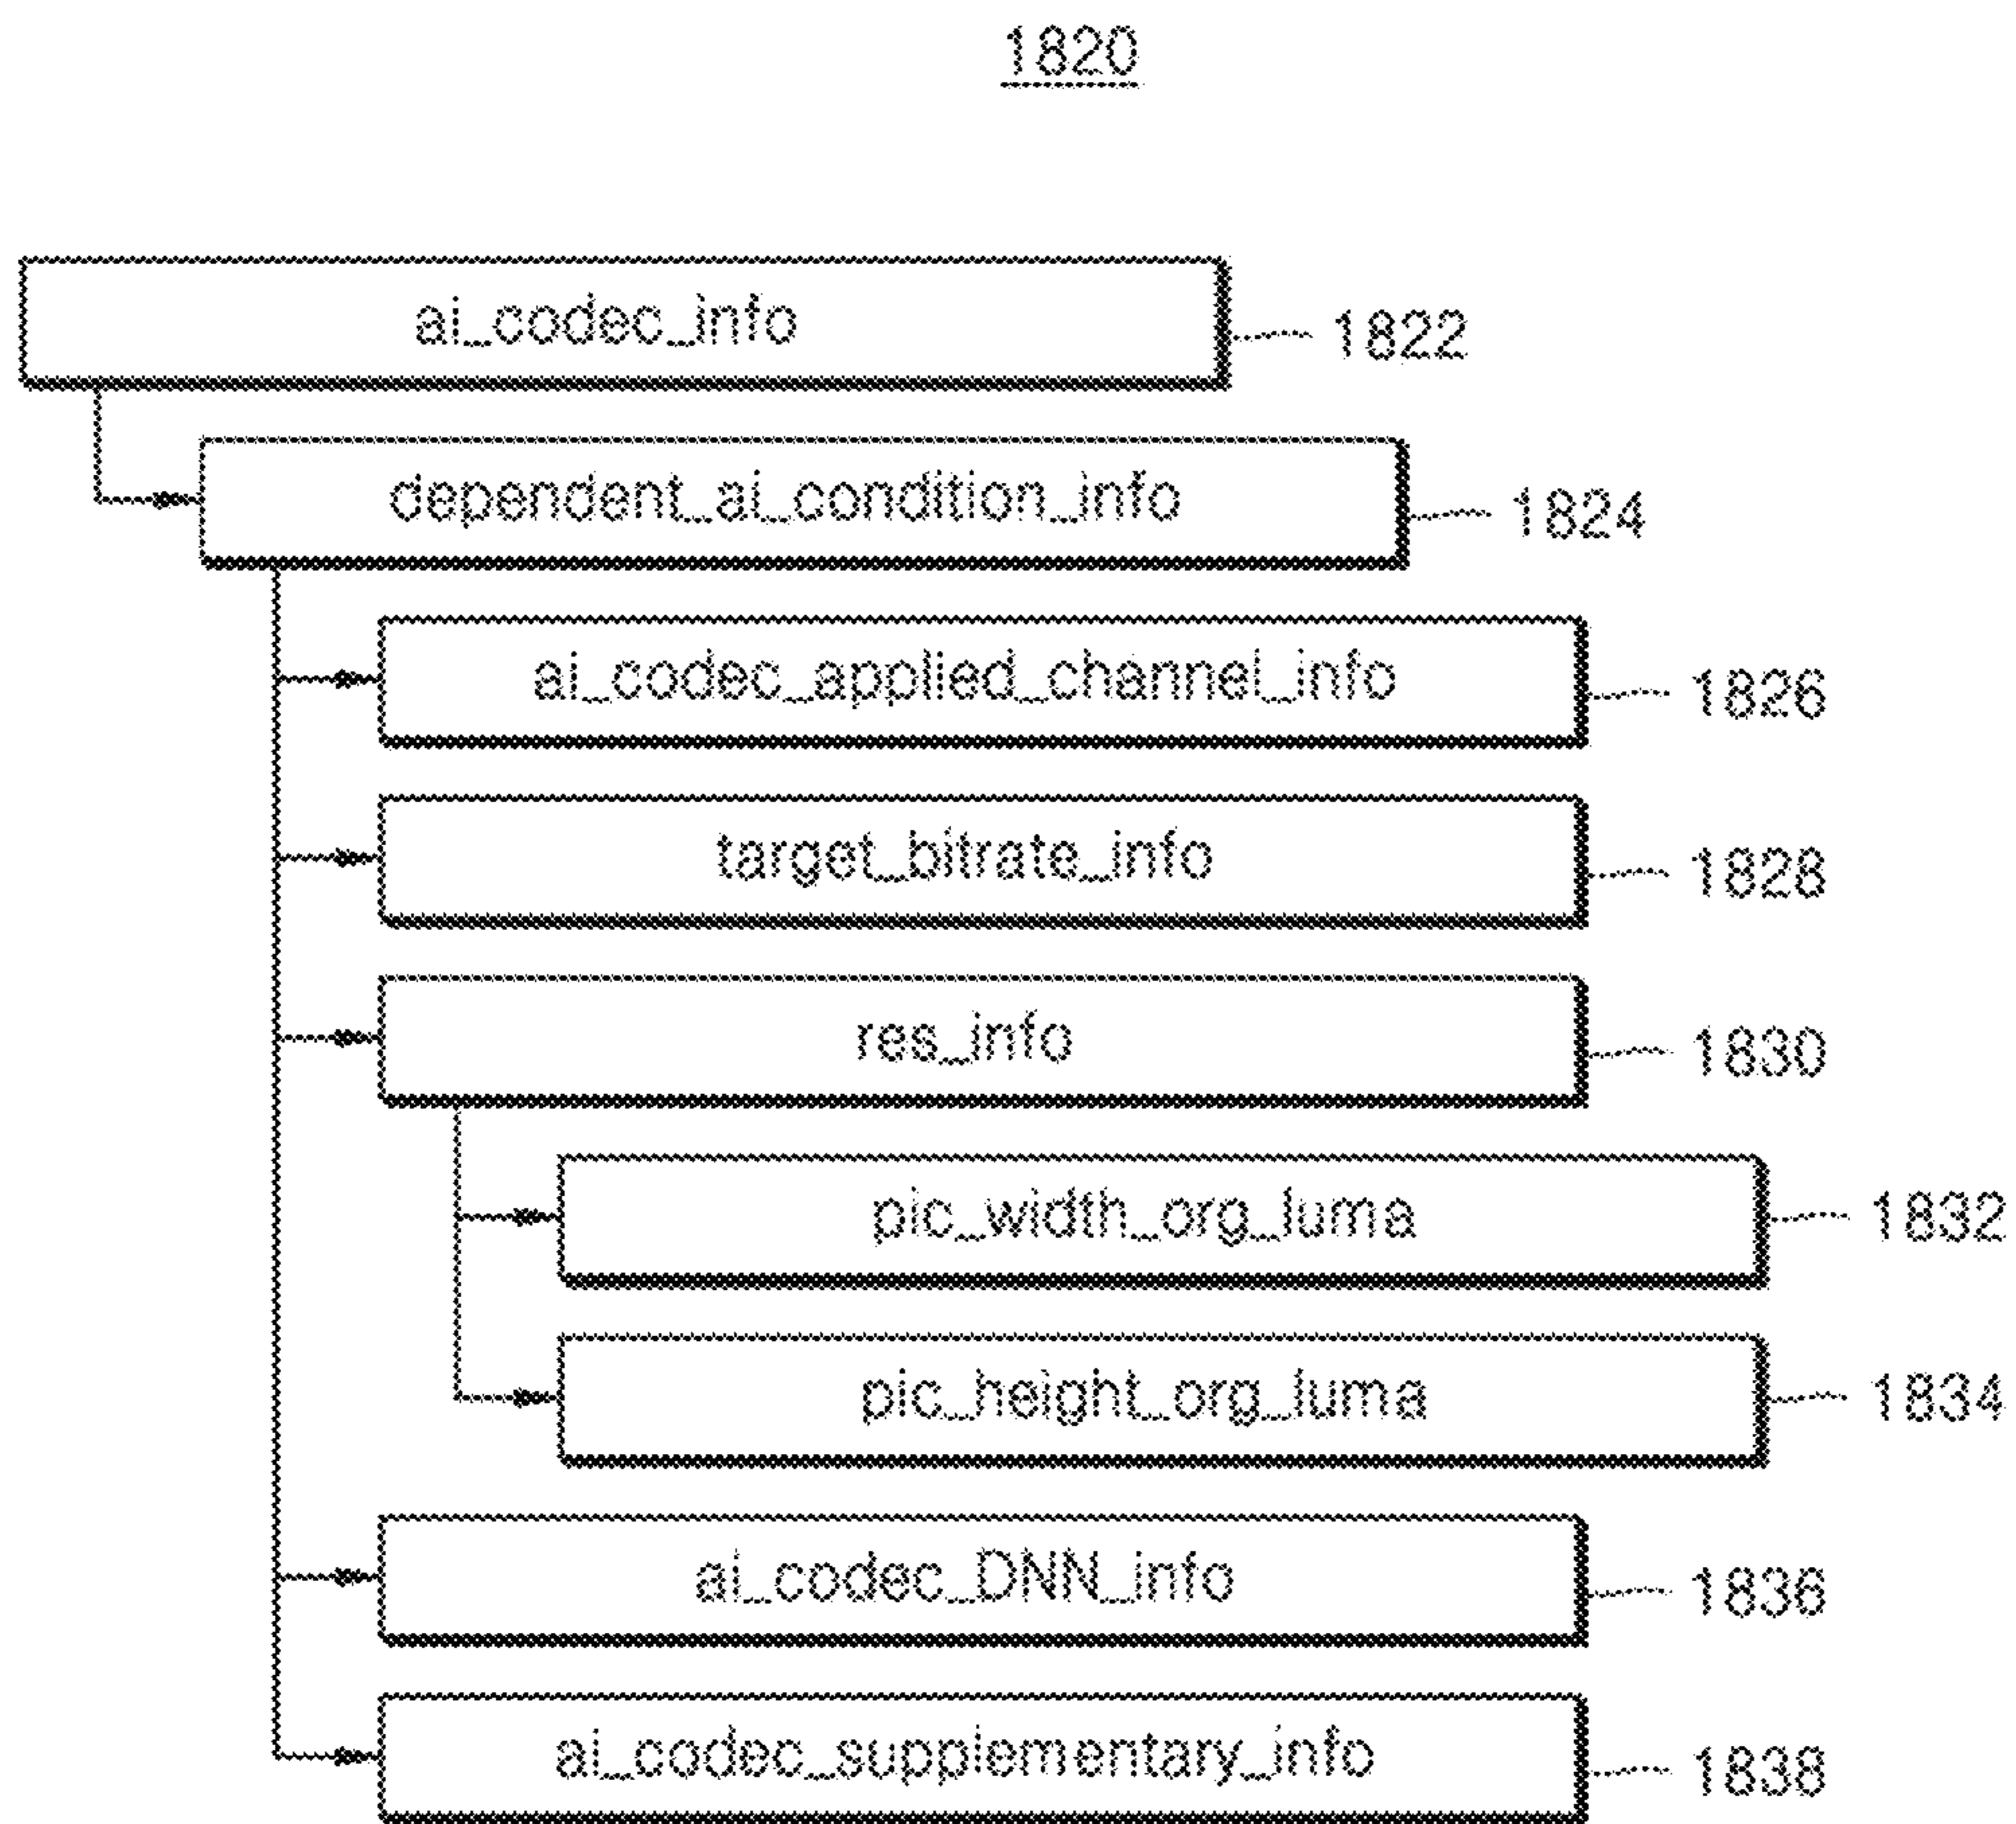 1820
ai_codec_info
1822
dependent_ai_condition_info
1824
ai_codec_applied_channel_info
1826
target_bitrate_info
1828
res_info
1830
pic_width_org_luma
1832
pic_height_org_luma
1834
ai_codec_DNN_info
1836
ai_codec_supplementary_info
1838